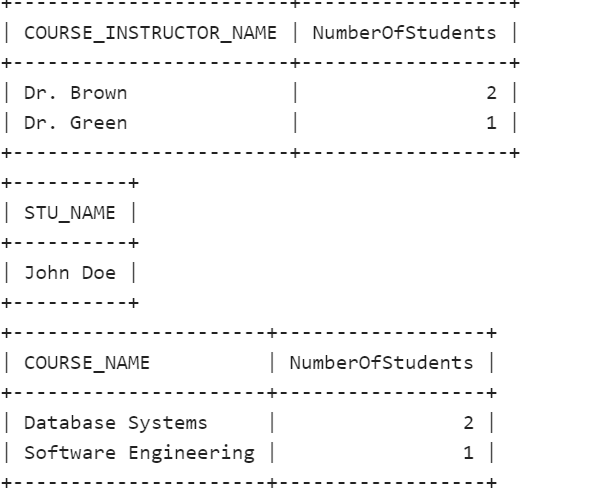 +------------------------+------------------+
| COURSE_INSTRUCTOR_NAME | NumberOfStudents |
+------------------------+------------------+
| Dr. Brown              |                2 |
| Dr. Green              |                1 |
+------------------------+------------------+
+----------+
| STU_NAME |
+----------+
| John Doe |
+----------+
+----------------------+------------------+
| COURSE_NAME          | NumberOfStudents |
+----------------------+------------------+
| Database Systems     |                2 |
| Software Engineering |                1 |
+----------------------+------------------+